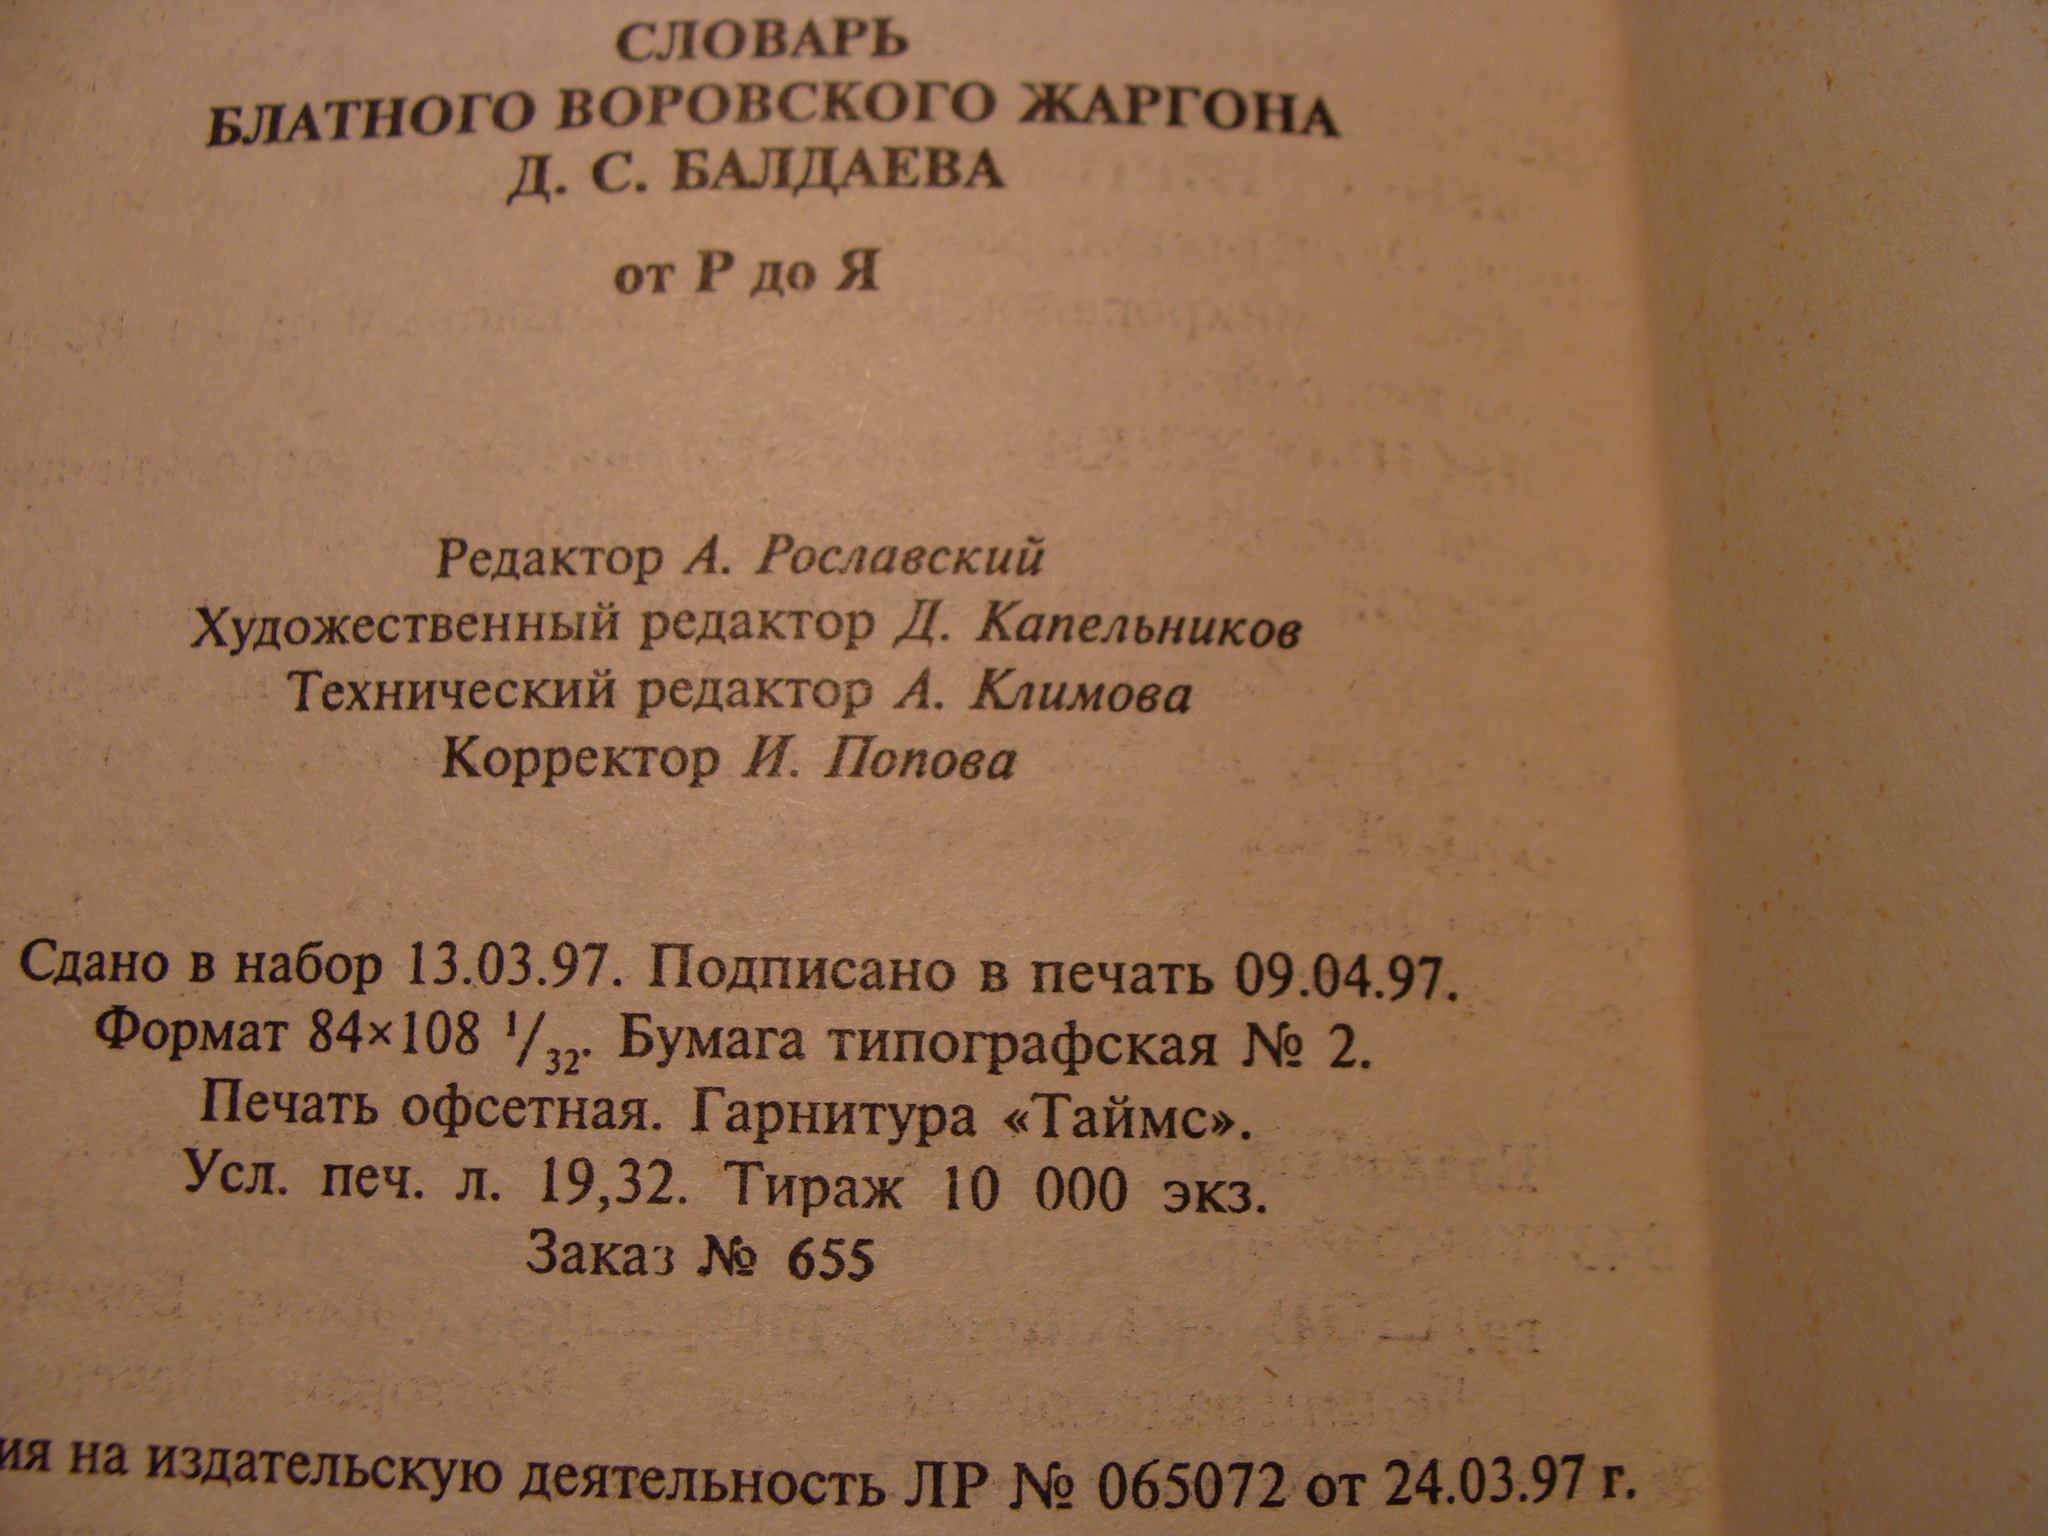 СЛОВАРЬ
БЛАТНОГО ВОРОВСКОГО ЖАРГОНА
Д. С. БАЛДАЕВА
от Р до Я
Редактор А. Рославский
Художественный редактор Д. Капельников
Технический редактор А. Климова
Корректор И. Попова
Сдано в набор 13.03.97. Подписано в печать 09.04.97.
Формат 84×108 1/32. Бумага типографская № 2.
Печать офсетная. Гарнитура «Таймс».
Усл. печ. л. 19,32. Тираж 10 000 экз.
Заказ № 655
ия на издательскую деятельность ЛР № 065072 от 24.03.97 г.